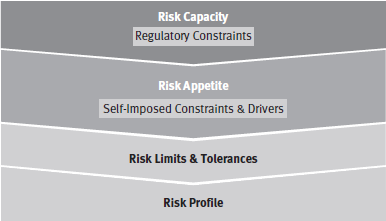 Risk Capacity
Regulatory Constraints
Risk Appetite
Self-Imposed Constraints & Drivers
Risk Limits & Tolerances
Risk Profile